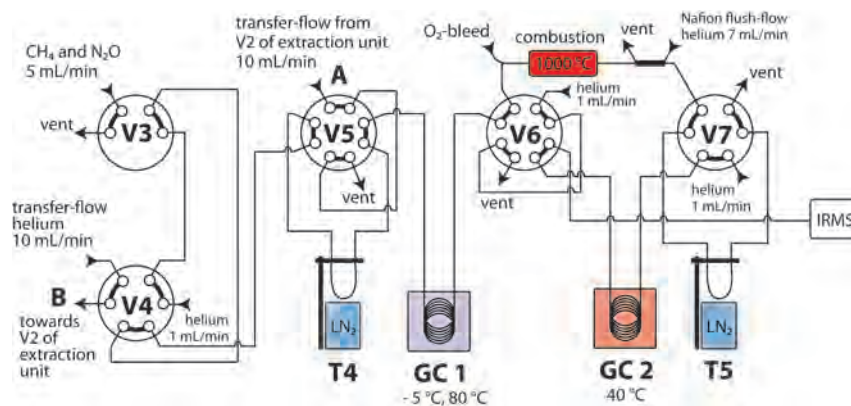 CH₄ and N₂O
5 mL/min
vent
V3
transfer-flow
helium
10 mL/min
B
towards
V2 of
extraction
unit
V4
helium
1 mL/min
transfer-flow from
V2 of extraction unit
10 mL/min
A
V5
vent
LN₂
T4
GC 1
- 5 °C, 80 °C
O₂-bleed
combustion
1000 °C
helium
1 mL/min
V6
vent
vent
Nafion flush-flow
helium 7 mL/min
vent
V7
helium
1 mL/min
IRMS
GC 2
40 °C
LN₂
T5